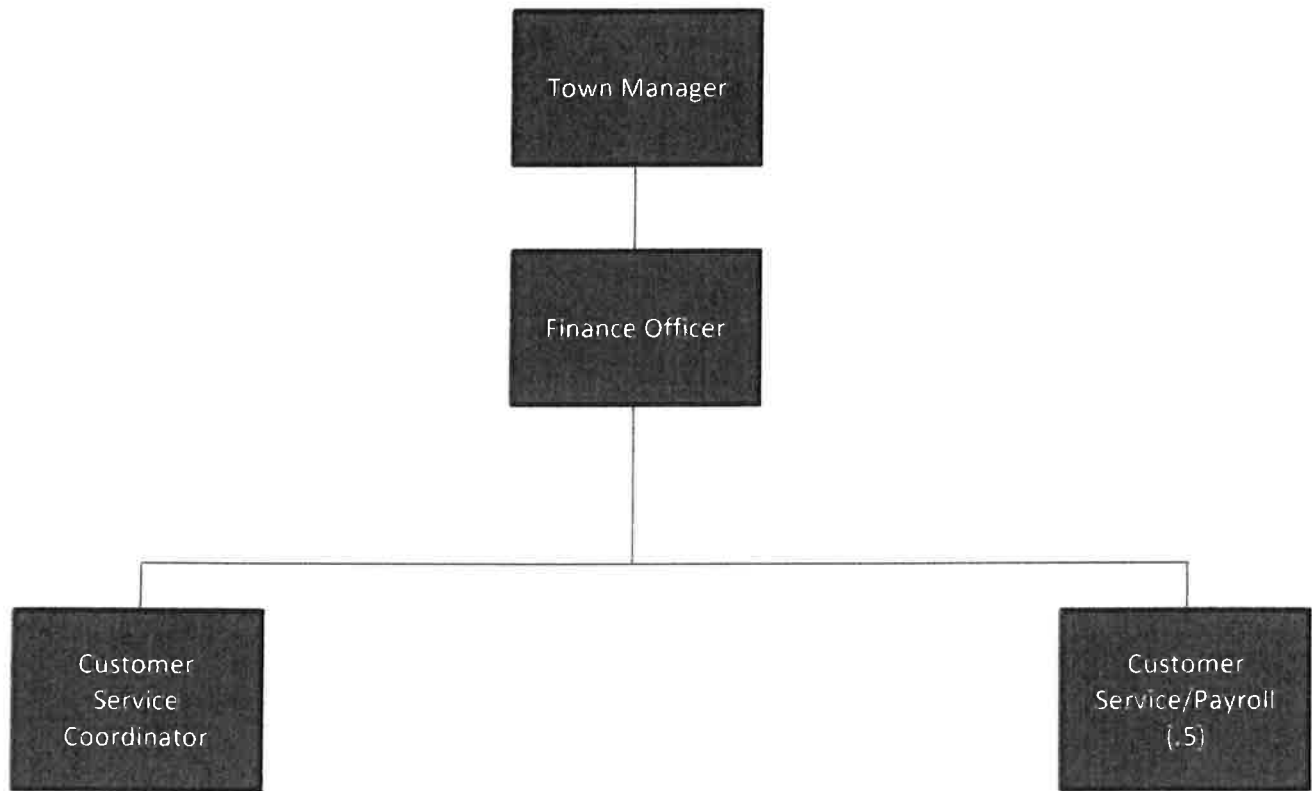 Town Manager
Finance Officer
Customer
Service
Coordinator
Customer
Service/Payroll
(.5)